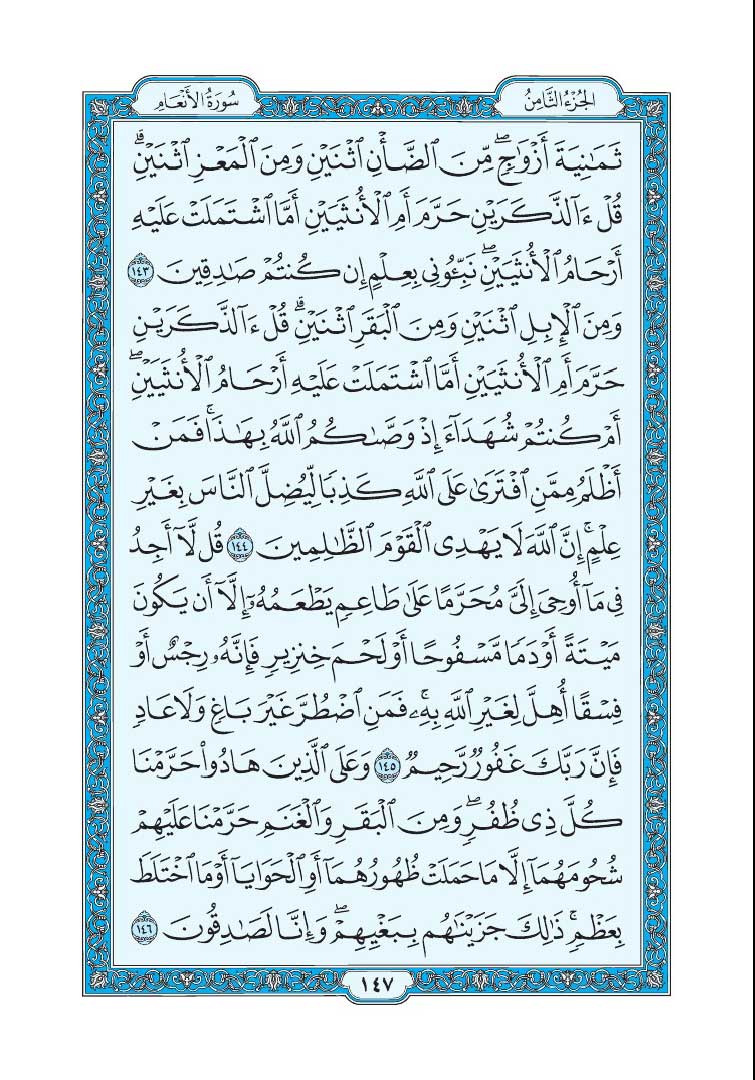 الجُزْءُ الثَّامِنُ
سُورَةُ الأَنْعَامِ
ثَمَٰنِيَةَ أَزْوَٰجٖۖ مِّنَ ٱلضَّأۡنِ ٱثۡنَيۡنِ وَمِنَ ٱلۡمَعۡزِ ٱثۡنَيۡنِۗ
قُلۡ ءَآلذَّكَرَيۡنِ حَرَّمَ أَمِ ٱلۡأُنثَيَيۡنِ أَمَّا ٱشۡتَمَلَتۡ عَلَيۡهِ
أَرۡحَامُ ٱلۡأُنثَيَيۡنِۖ نَبِّـُٔونِي بِعِلۡمٍ إِن كُنتُمۡ صَٰدِقِينَ ١٤٣
وَمِنَ ٱلۡإِبِلِ ٱثۡنَيۡنِ وَمِنَ ٱلۡبَقَرِ ٱثۡنَيۡنِۗ قُلۡ ءَآلذَّكَرَيۡنِ
حَرَّمَ أَمِ ٱلۡأُنثَيَيۡنِ أَمَّا ٱشۡتَمَلَتۡ عَلَيۡهِ أَرۡحَامُ ٱلۡأُنثَيَيۡنِۖ
أَمۡ كُنتُمۡ شُهَدَآءَ إِذۡ وَصَّىٰكُمُ ٱللَّهُ بِهَٰذَاۚ فَمَنۡ
أَظۡلَمُ مِمَّنِ ٱفۡتَرَىٰ عَلَى ٱللَّهِ كَذِبٗا لِّيُضِلَّ ٱلنَّاسَ بِغَيۡرِ
عِلۡمٍۚ إِنَّ ٱللَّهَ لَا يَهۡدِي ٱلۡقَوۡمَ ٱلظَّٰلِمِينَ ١٤٤ قُل لَّآ أَجِدُ
فِي مَآ أُوحِيَ إِلَيَّ مُحَرَّمًا عَلَىٰ طَاعِمٖ يَطۡعَمُهُۥٓ إِلَّآ أَن يَكُونَ
مَيۡتَةً أَوۡ دَمٗا مَّسۡفُوحًا أَوۡ لَحۡمَ خِنزِيرٖ فَإِنَّهُۥ رِجۡسٌ أَوۡ
فِسۡقًا أُهِلَّ لِغَيۡرِ ٱللَّهِ بِهِۦۚ فَمَنِ ٱضۡطُرَّ غَيۡرَ بَاغٖ وَلَا عَادٖ
فَإِنَّ رَبَّكَ غَفُورٞ رَّحِيمٞ ١٤٥ وَعَلَى ٱلَّذِينَ هَادُواْ حَرَّمۡنَا
كُلَّ ذِي ظُفُرٖۖ وَمِنَ ٱلۡبَقَرِ وَٱلۡغَنَمِ حَرَّمۡنَا عَلَيۡهِمۡ
شُحُومَهُمَآ إِلَّا مَا حَمَلَتۡ ظُهُورُهُمَآ أَوِ ٱلۡحَوَايَآ أَوۡ مَا ٱخۡتَلَطَ
بِعَظۡمٖۚ ذَٰلِكَ جَزَيۡنَٰهُم بِبَغۡيِهِمۡۖ وَإِنَّا لَصَٰدِقُونَ ١٤٦
١٤٧